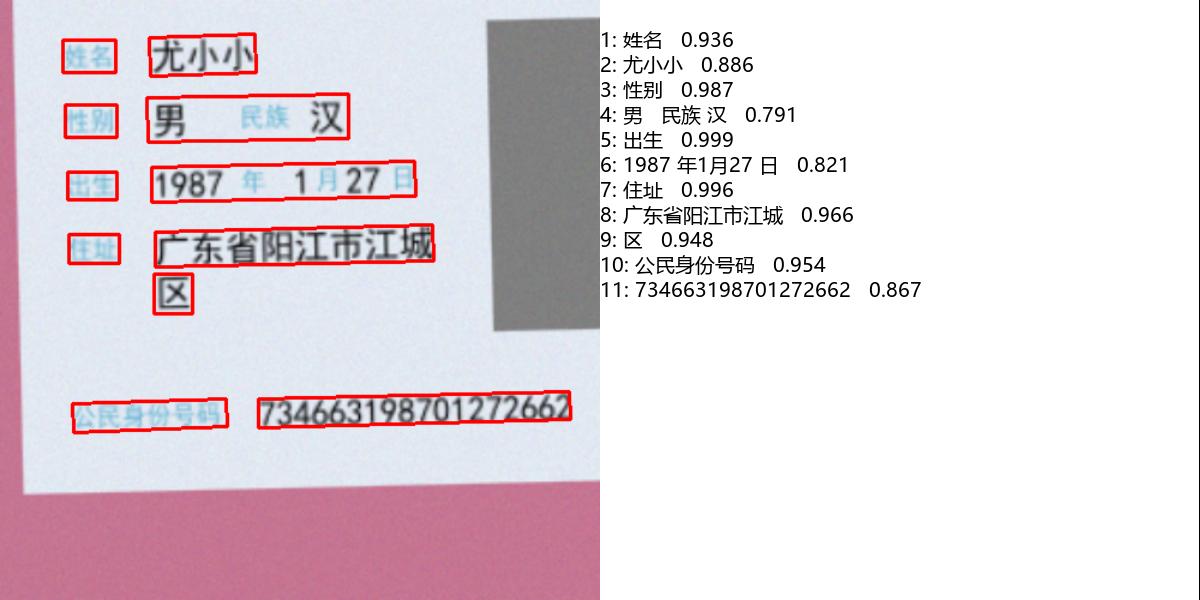 姓名 尤小小
性别 男 民族 汉
出生 1987 年 1 月 27 日
住址 广东省阳江市江城
区
公民身份号码 734663198701272662
1: 姓名 0.936
2: 尤小小 0.886
3: 性别 0.987
4: 男 民族 汉 0.791
5: 出生 0.999
6: 1987 年1月27 日 0.821
7: 住址 0.996
8: 广东省阳江市江城 0.966
9: 区 0.948
10: 公民身份号码 0.954
11: 734663198701272662 0.867